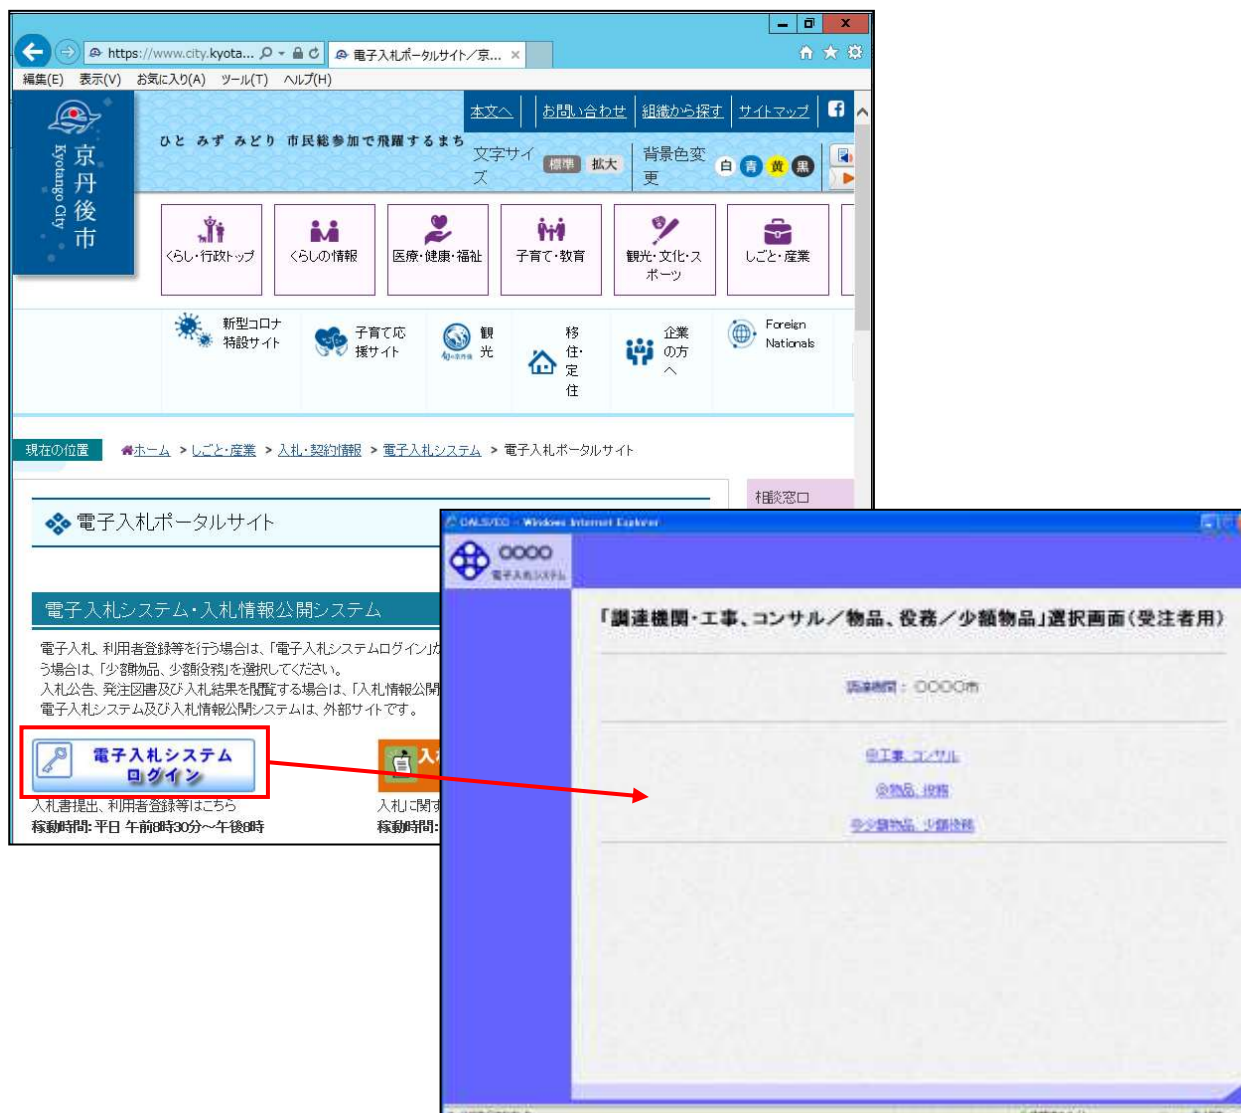 https://www.city.kyota...
電子入札ポータルサイト／京...
編集(E) 表示(V) お気に入り(A) ツール(T) ヘルプ(H)
京丹後市
Kyotango City
ひと みず みどり 市民総参加で飛躍するまち
本文へ お問い合わせ 組織から探す サイトマップ
文字サイズ 標準 拡大 背景色変更 白 青 黄 黒
くらし・行政トップ
くらしの情報
医療・健康・福祉
子育て・教育
観光・文化・ス
ポーツ
しごと・産業
新型コロナ
特設サイト
子育て応
援サイト
観
光
移
住・
定
住
企業
の方
へ
Foreign
Nationals
現在の位置 ホーム > しごと・産業 > 入札・契約情報 > 電子入札システム > 電子入札ポータルサイト
相談窓口
電子入札ポータルサイト
電子入札システム・入札情報公開システム
電子入札、利用者登録等を行う場合は、「電子入札システムログイン」か
う場合は、「少額物品、少額役務」を選択してください。
入札公告、発注図書及び入札結果を閲覧する場合は、「入札情報公開
電子入札システム及び入札情報公開システムは、外部サイトです。
電子入札システム
ログイン
入札書提出、利用者登録等はこちら
稼動時間：平日 午前8時30分～午後8時
入札に関す
稼動時間：
CALS/EC - Windows Internet Explorer
○○○○
電子入札システム
「調達機関・工事、コンサル／物品、役務／少額物品」選択画面（受注者用）
調達機関： ○○○○市
◎工事、コンサル
◎物品、役務
◎少額物品、少額役務